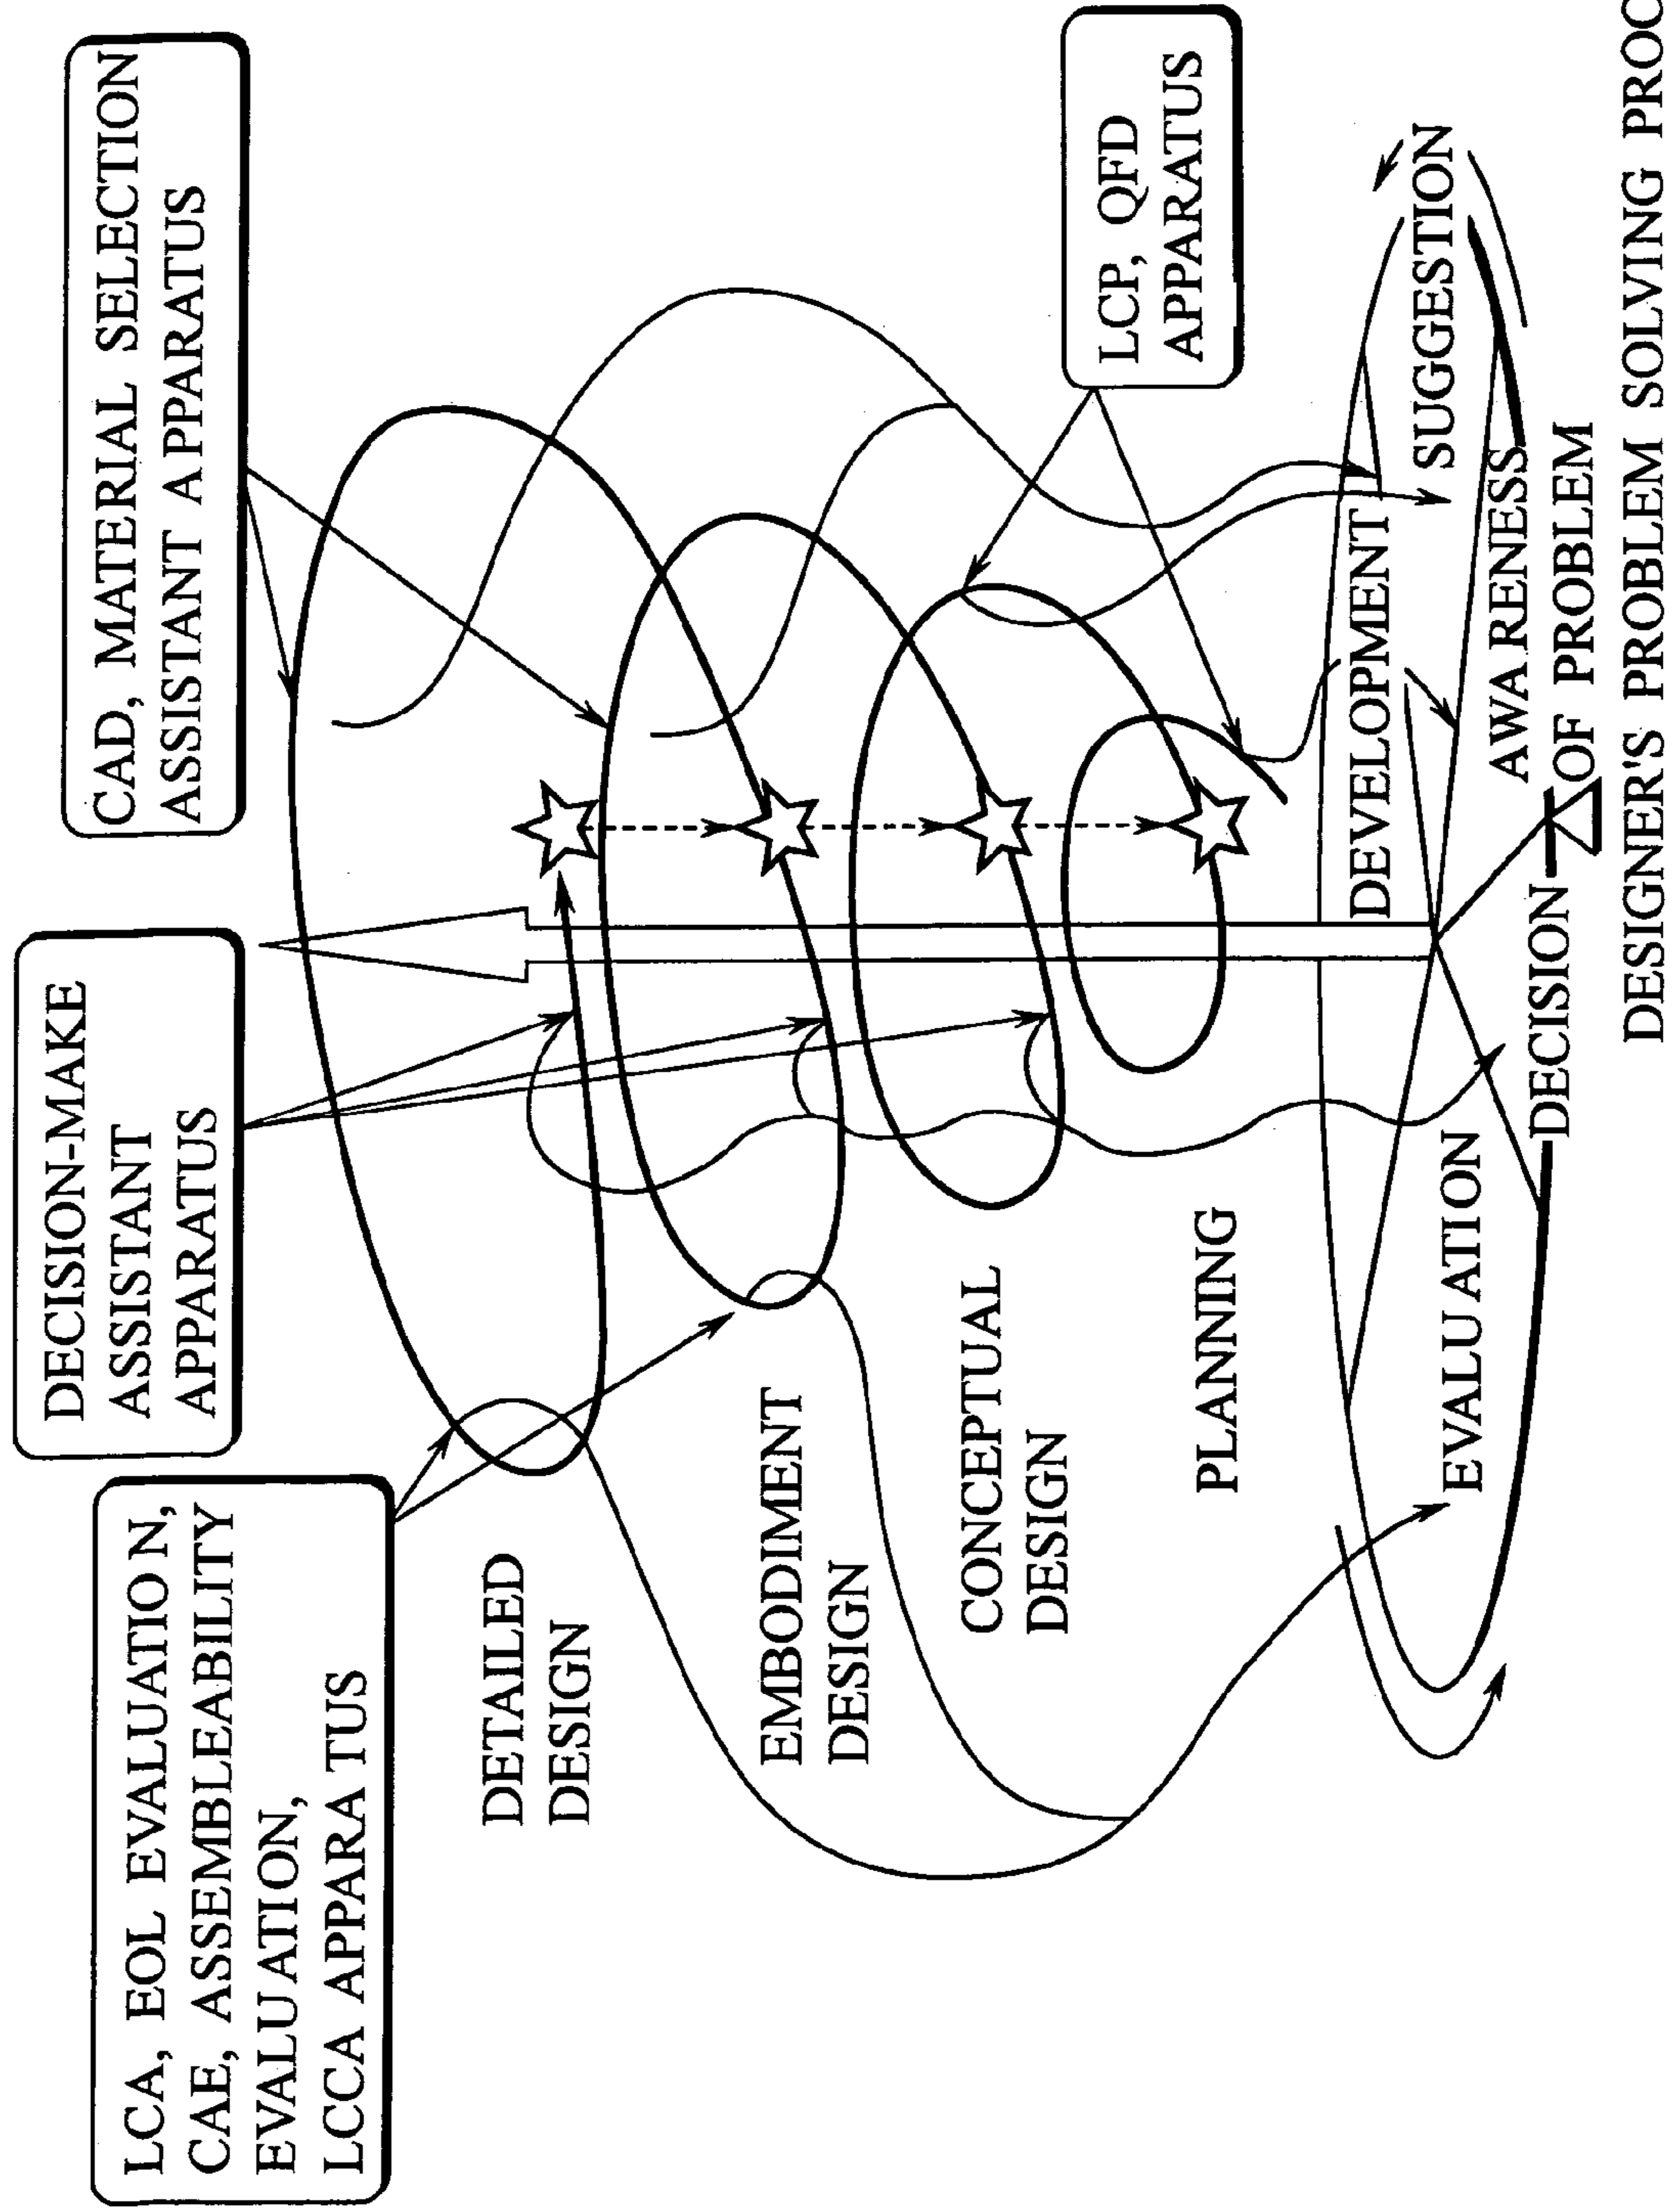 LCA, EOL EVALUATION,
CAE, ASSEMBLEABILITY
EVALUATION,
LCCA APPARATUS
DECISION-MAKE
ASSISTANT
APPARATUS
CAD, MATERIAL SELECTION
ASSISTANT APPARATUS
DETAILED
DESIGN
EMBODIMENT
DESIGN
CONCEPTUAL
DESIGN
PLANNING
LCP, QFD
APPARATUS
DEVELOPMENT
SUGGESTION
EVALUATION
AWARENESS
OF PROBLEM
DECISION
DESIGNER'S PROBLEM SOLVING PROC